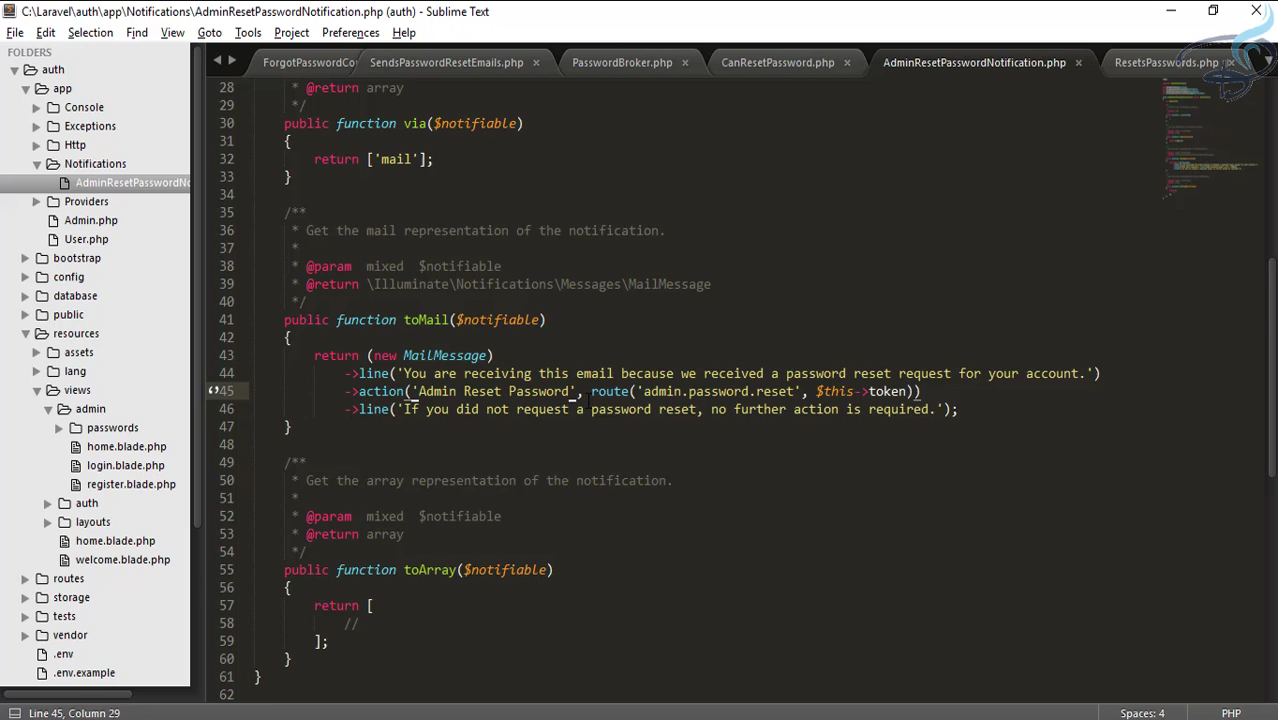 C:\Laravel\auth\app\Notifications\AdminResetPasswordNotification.php (auth) - Sublime Text
File Edit Selection Find View Goto Tools Project Preferences Help
FOLDERS
auth
app
Console
Exceptions
Http
Notifications
AdminResetPasswordNo
Providers
Admin.php
User.php
bootstrap
config
database
public
resources
assets
lang
views
admin
passwords
home.blade.php
login.blade.php
register.blade.php
auth
layouts
home.blade.php
welcome.blade.php
routes
storage
tests
vendor
.env
.env.example
ForgotPasswordCo SendsPasswordResetEmails.php PasswordBroker.php CanResetPassword.php AdminResetPasswordNotification.php ResetsPasswords.php
28 * @return array
29 */
30 public function via($notifiable)
31 {
32 return ['mail'];
33 }
34
35 /**
36 * Get the mail representation of the notification.
37 *
38 * @param mixed $notifiable
39 * @return \Illuminate\Notifications\Messages\MailMessage
40 */
41 public function toMail($notifiable)
42 {
43 return (new MailMessage)
44 ->line('You are receiving this email because we received a password reset request for your account.')
45 ->action('Admin Reset Password', route('admin.password.reset', $this->token))
46 ->line('If you did not request a password reset, no further action is required.');
47 }
48
49 /**
50 * Get the array representation of the notification.
51 *
52 * @param mixed $notifiable
53 * @return array
54 */
55 public function toArray($notifiable)
56 {
57 return [
58 //
59 ];
60 }
61 }
62
Line 45, Column 29 Spaces: 4 PHP